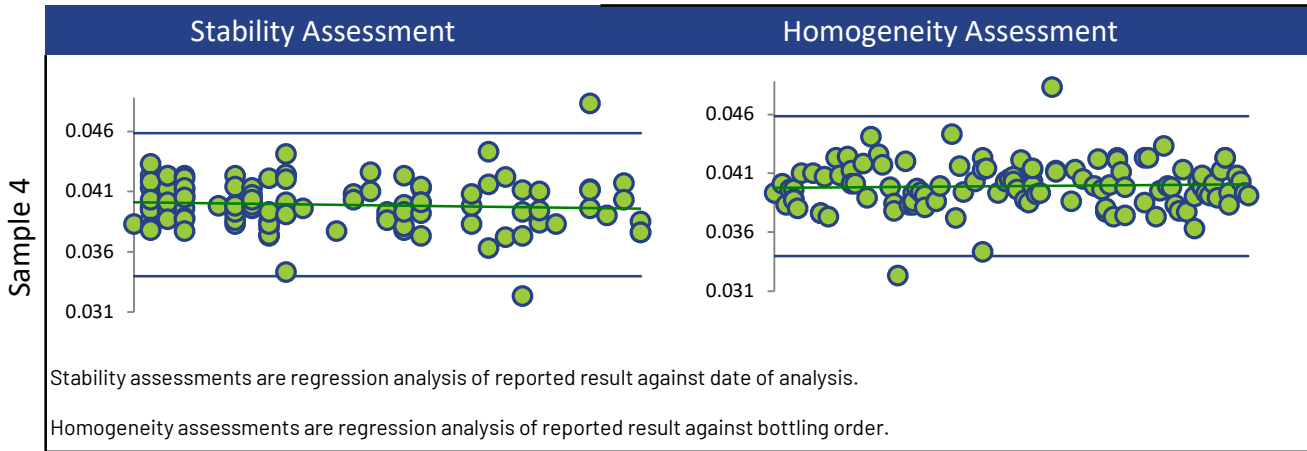 Stability Assessment
Homogeneity Assessment
Sample 4
0.046
0.041
0.036
0.031
0.046
0.041
0.036
0.031
Stability assessments are regression analysis of reported result against date of analysis.
Homogeneity assessments are regression analysis of reported result against bottling order.